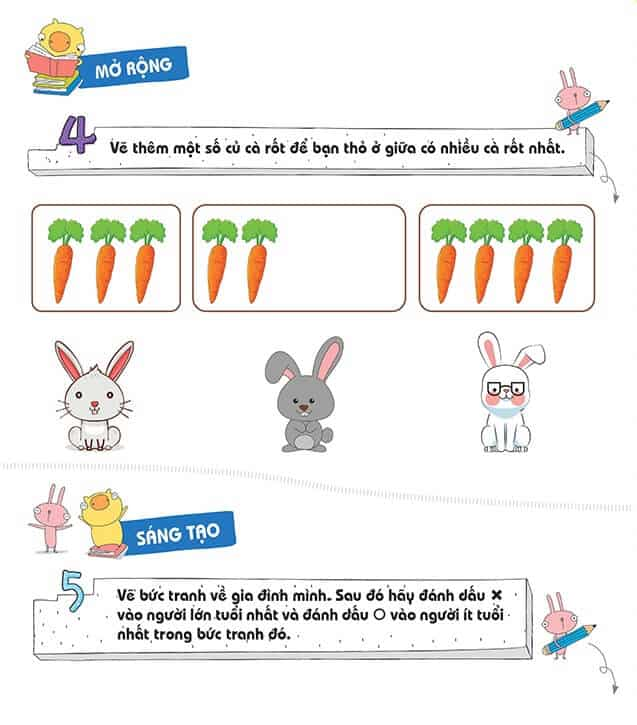 MỞ RỘNG
4
Vẽ thêm một số củ cà rốt để bạn thỏ ở giữa có nhiều cà rốt nhất.
SÁNG TẠO
5
Vẽ bức tranh về gia đình mình. Sau đó hãy đánh dấu ×
vào người lớn tuổi nhất và đánh dấu O vào người ít tuổi
nhất trong bức tranh đó.